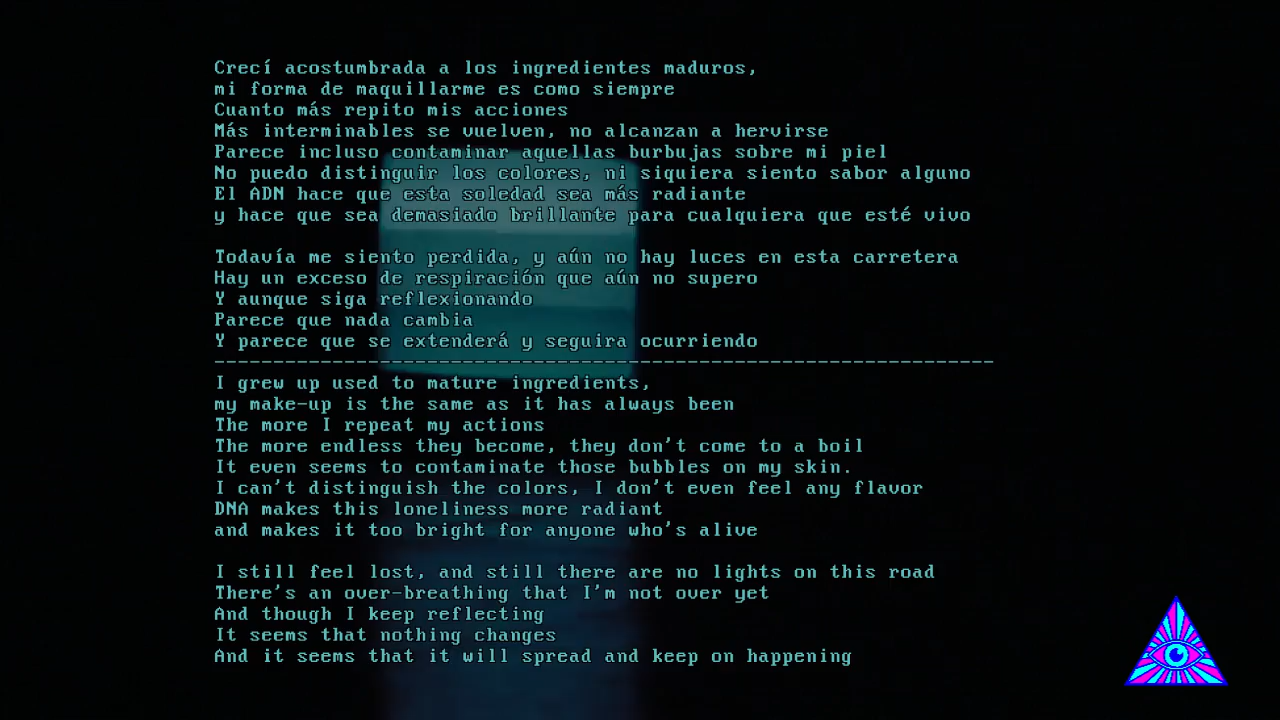 Crecí acostumbrada a los ingredientes maduros,
mi forma de maquillarme es como siempre
Cuanto más repito mis acciones
Más interminables se vuelven, no alcanzan a hervirse
Parece incluso contaminar aquellas burbujas sobre mi piel
No puedo distinguir los colores, ni siquiera siento sabor alguno
El ADN hace que esta soledad sea más radiante
y hace que sea demasiado brillante para cualquiera que esté vivo
Todavía me siento perdida, y aún no hay luces en esta carretera
Hay un exceso de respiración que aún no supero
Y aunque siga reflexionando
Parece que nada cambia
Y parece que se extenderá y seguira ocurriendo
------------------------------------------------------------------
I grew up used to mature ingredients,
my make-up is the same as it has always been
The more I repeat my actions
The more endless they become, they don't come to a boil
It even seems to contaminate those bubbles on my skin.
I can't distinguish the colors, I don't even feel any flavor
DNA makes this loneliness more radiant
and makes it too bright for anyone who's alive
I still feel lost, and still there are no lights on this road
There's an over-breathing that I'm not over yet
And though I keep reflecting
It seems that nothing changes
And it seems that it will spread and keep on happening